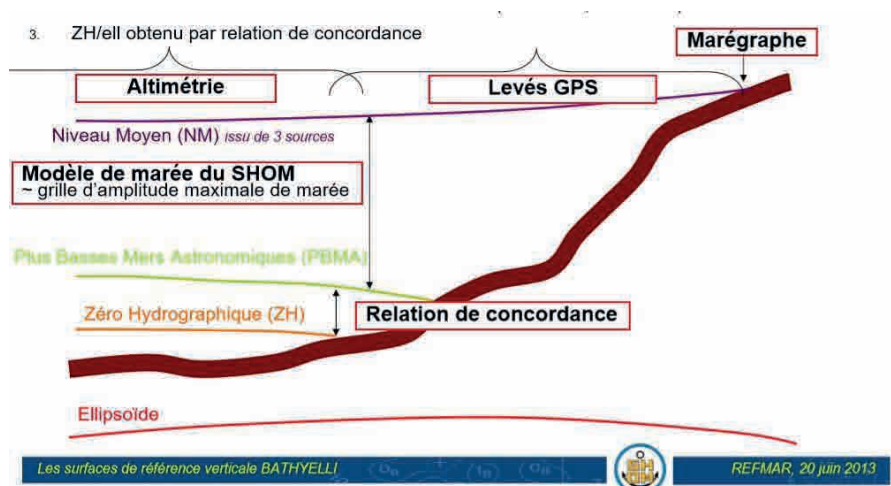 3. ZH/ell obtenu par relation de concordance
Marégraphe
Altimétrie
Levés GPS
Niveau Moyen (NM) issu de 3 sources
Modèle de marée du SHOM
~ grille d'amplitude maximale de marée
Plus Basses Mers Astronomiques (PBMA)
Zéro Hydrographique (ZH)
Relation de concordance
Ellipsoïde
Les surfaces de référence verticale BATHYELLI
REFMAR, 20 juin 2013